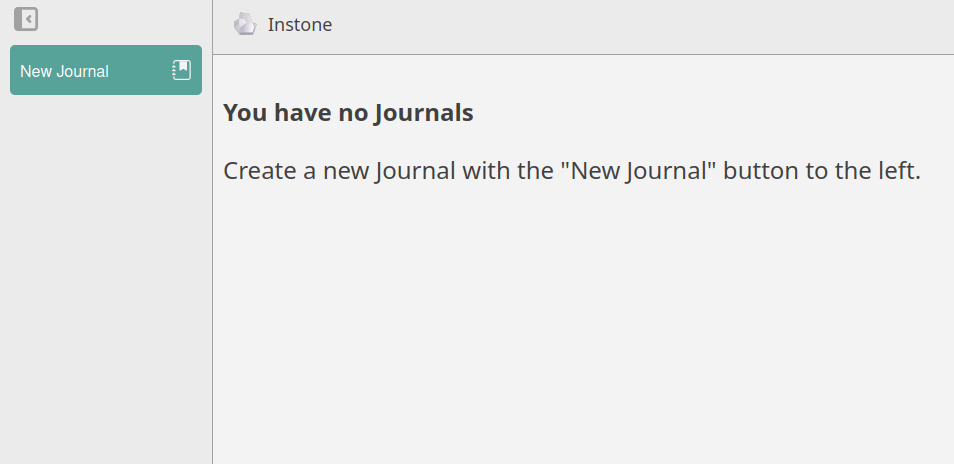 Instone
New Journal
You have no Journals
Create a new Journal with the "New Journal" button to the left.